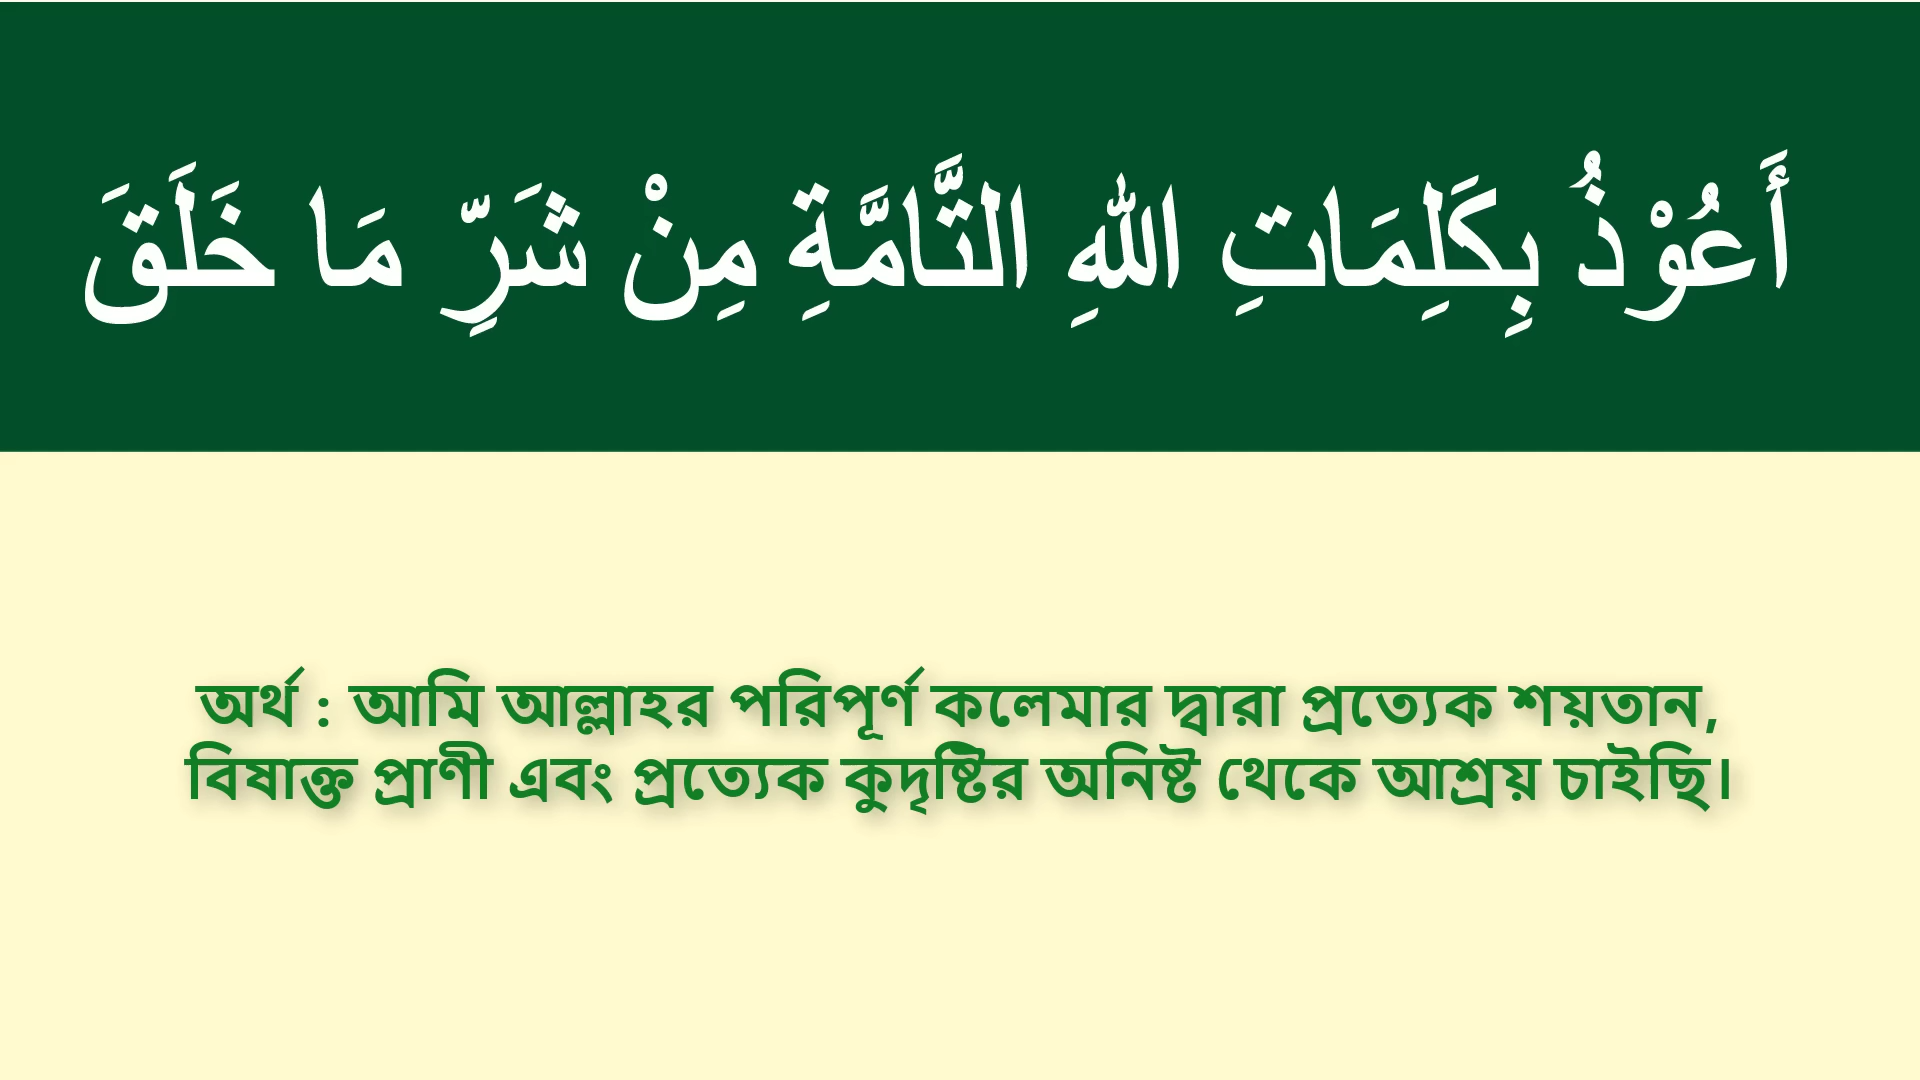 أَعُوْذُ بِكَلِمَاتِ اللهِ التَّامَّةِ مِنْ شَرِّ مَا خَلَقَ
অর্থ : আমি আল্লাহর পরিপূর্ণ কলেমার দ্বারা প্রত্যেক শয়তান,
বিষাক্ত প্রাণী এবং প্রত্যেক কুদৃষ্টির অনিষ্ট থেকে আশ্রয় চাইছি।